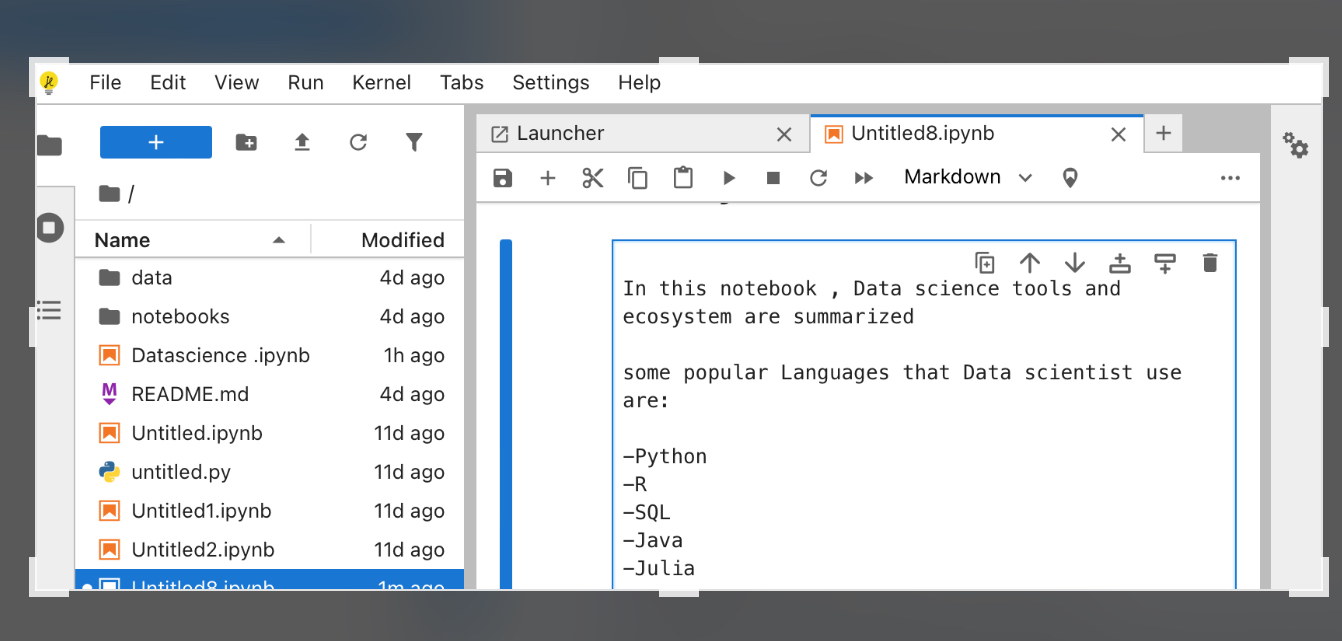 File Edit View Run Kernel Tabs Settings Help
Launcher
Untitled8.ipynb
Markdown
/
Name Modified
data 4d ago
notebooks 4d ago
Datascience .ipynb 1h ago
README.md 4d ago
Untitled.ipynb 11d ago
untitled.py 11d ago
Untitled1.ipynb 11d ago
Untitled2.ipynb 11d ago
Untitled8.ipynb 1m ago
In this notebook , Data science tools and
ecosystem are summarized
some popular Languages that Data scientist use
are:
-Python
-R
-SQL
-Java
-Julia